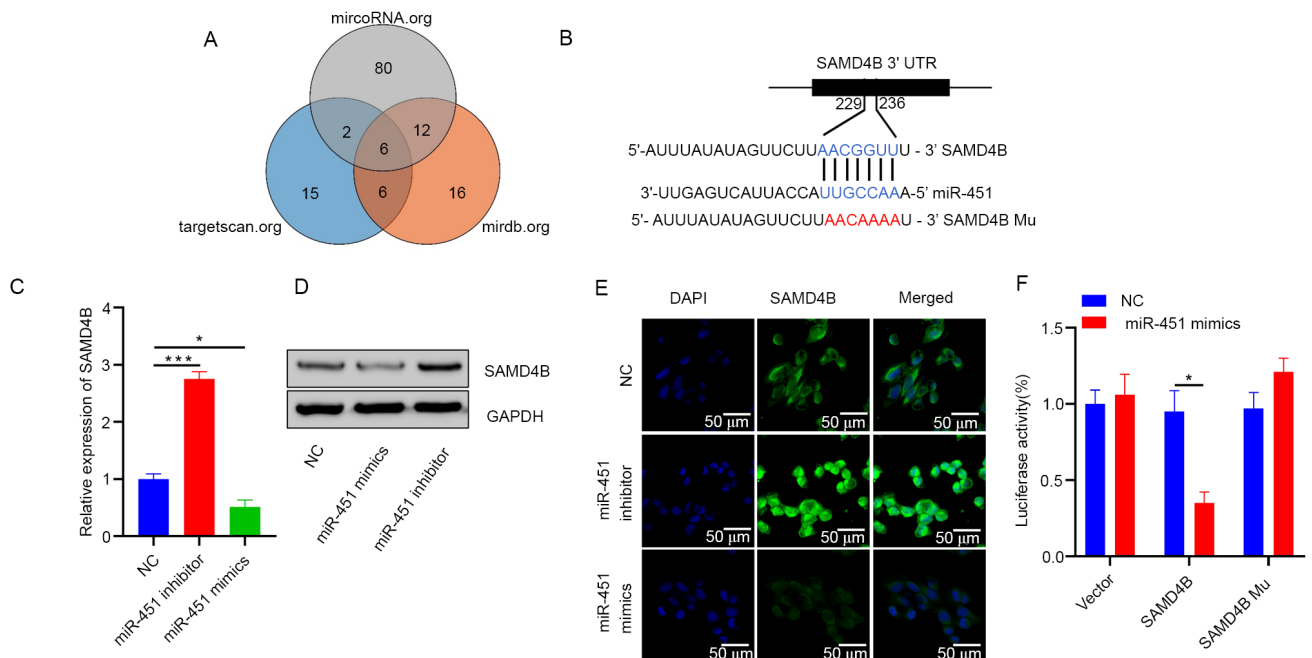 A
mircoRNA.org
80
2
12
6
15
6
16
targetscan.org
mirdb.org
B
SAMD4B 3' UTR
229
236
5'-AUUUAUAUAGUUCUUAACGGUUU - 3' SAMD4B
3'-UUGAGUCAUUACCAUUGCCAAA-5' miR-451
5'- AUUUAUAUAGUUCUUAACAAAAU - 3' SAMD4B Mu
C
Relative expression of SAMD4B
4
3
2
1
0
*
***
NC
miR-451 inhibitor
miR-451 mimics
D
SAMD4B
GAPDH
NC
miR-451 mimics
miR-451 inhibitor
E
DAPI
SAMD4B
Merged
NC
50 μm
50 μm
50 μm
miR-451
inhibitor
50 μm
50 μm
50 μm
miR-451
mimics
50 μm
50 μm
50 μm
F
NC
miR-451 mimics
Luciferase activity(%)
1.5
1.0
0.5
0.0
*
Vector
SAMD4B
SAMD4B Mu